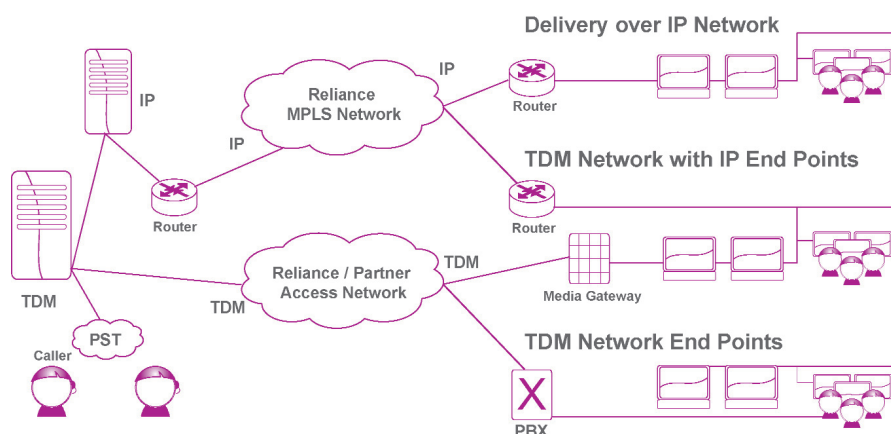 Delivery over IP Network
IP
IP
Reliance
MPLS Network
Router
IP
TDM Network with IP End Points
Router
Router
TDM
Reliance / Partner
Access Network
TDM
Media Gateway
TDM
PST
TDM Network End Points
Caller
X
PBX